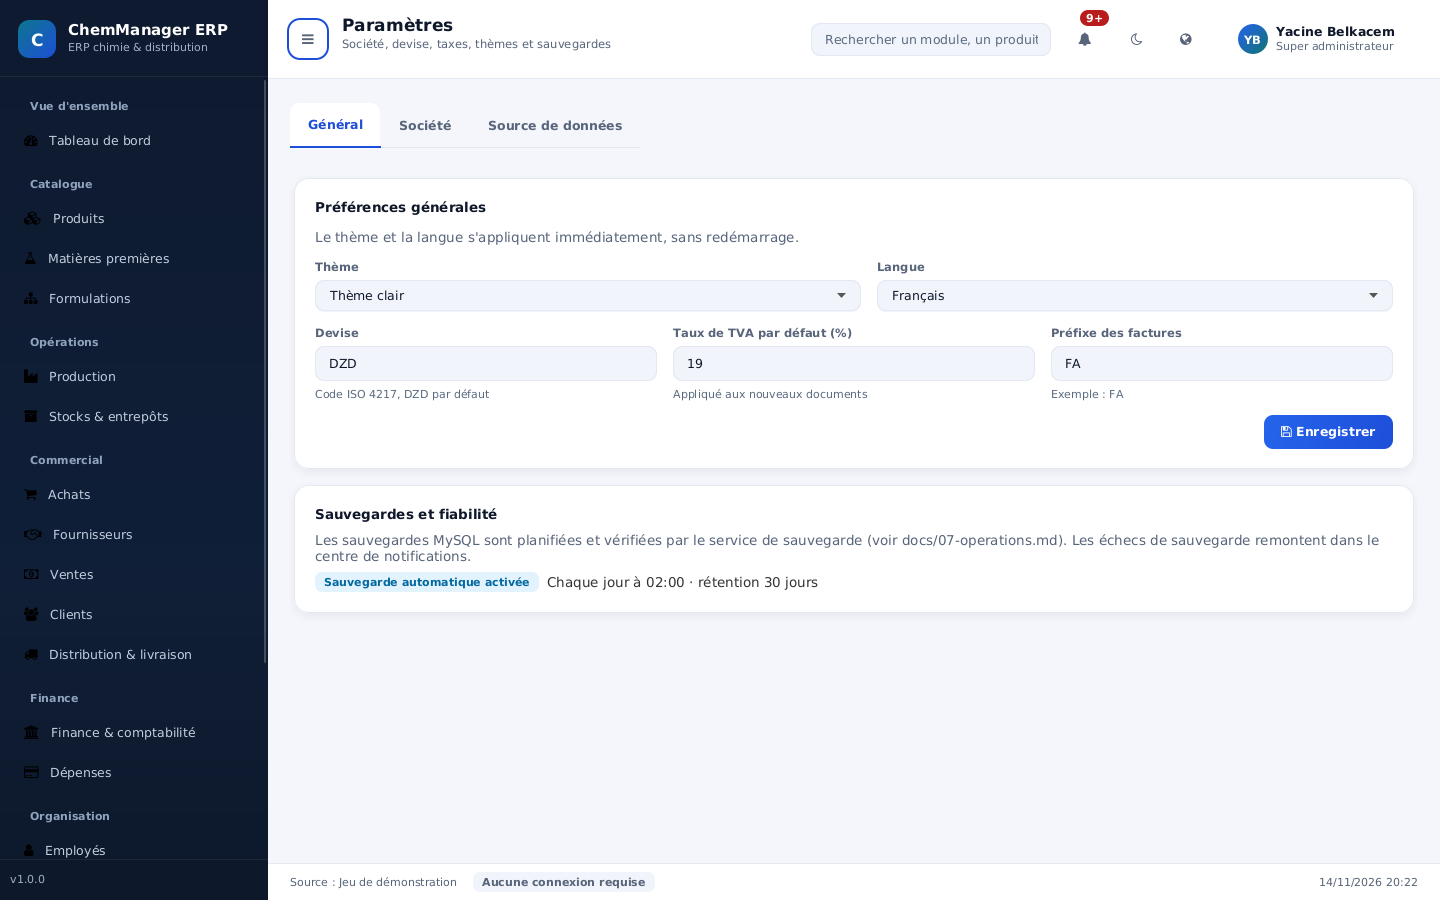 C
ChemManager ERP
ERP chimie & distribution
Vue d'ensemble
Tableau de bord
Catalogue
Produits
Matières premières
Formulations
Opérations
Production
Stocks & entrepôts
Commercial
Achats
Fournisseurs
Ventes
Clients
Distribution & livraison
Finance
Finance & comptabilité
Dépenses
Organisation
Employés
v1.0.0
Paramètres
Société, devise, taxes, thèmes et sauvegardes
Rechercher un module, un produit
9+
YB
Yacine Belkacem
Super administrateur
Général
Société
Source de données
Préférences générales
Le thème et la langue s'appliquent immédiatement, sans redémarrage.
Thème
Langue
Thème clair
Français
Devise
Taux de TVA par défaut (%)
Préfixe des factures
DZD
19
FA
Code ISO 4217, DZD par défaut
Appliqué aux nouveaux documents
Exemple : FA
Enregistrer
Sauvegardes et fiabilité
Les sauvegardes MySQL sont planifiées et vérifiées par le service de sauvegarde (voir docs/07-operations.md). Les échecs de sauvegarde remontent dans le
centre de notifications.
Sauvegarde automatique activée
Chaque jour à 02:00 · rétention 30 jours
Source : Jeu de démonstration
Aucune connexion requise
14/11/2026 20:22